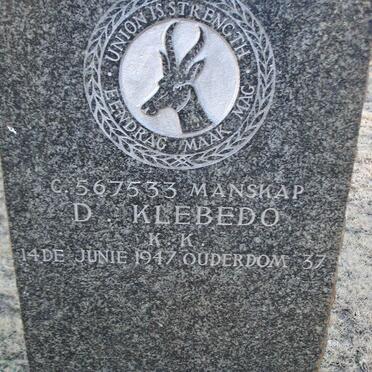 UNION IS STRENGTH
EENDRAG MAAK MAG
C. 567533 MANSKAP
D. KLEBEDO
K. K.
14DE JUNIE 1947 OUDERDOM 37